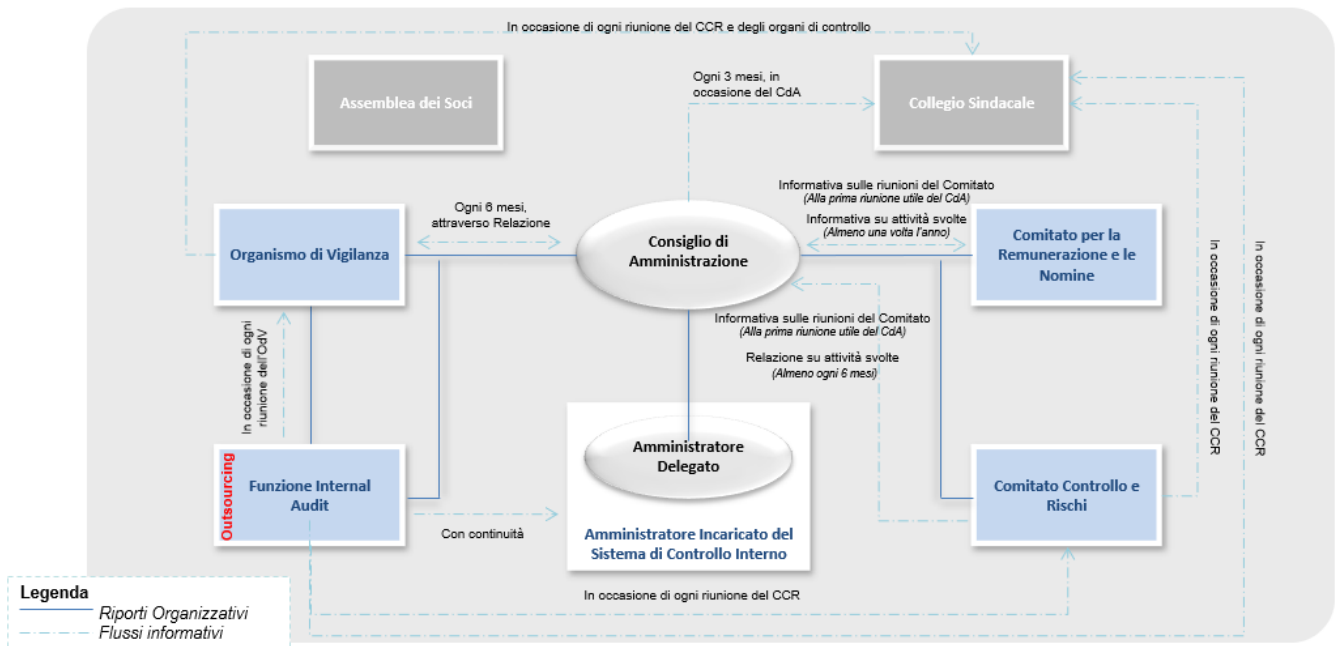 In occasione di ogni riunione del CCR e degli organi di controllo
Assemblea dei Soci
Ogni 3 mesi, in
occasione del CdA
Collegio Sindacale
Organismo di Vigilanza
Ogni 6 mesi,
attraverso Relazione
Consiglio di
Amministrazione
Informativa sulle riunioni del Comitato
(Alla prima riunione utile del CdA)
Informativa su attività svolte
(Almeno una volta l'anno)
Comitato per la
Remunerazione e le
Nomine
In occasione di ogni riunione del CCR
In occasione di ogni riunione del CCR
In occasione di ogni
riunione dell'OdV
Informativa sulle riunioni del Comitato
(Alla prima riunione utile del CdA)
Relazione su attività svolte
(Almeno ogni 6 mesi)
Outsourcing
Funzione Internal
Audit
Con continuità
Amministratore
Delegato
Amministratore Incaricato del
Sistema di Controllo Interno
Comitato Controllo e
Rischi
In occasione di ogni riunione del CCR
Legenda
Riporti Organizzativi
Flussi informativi